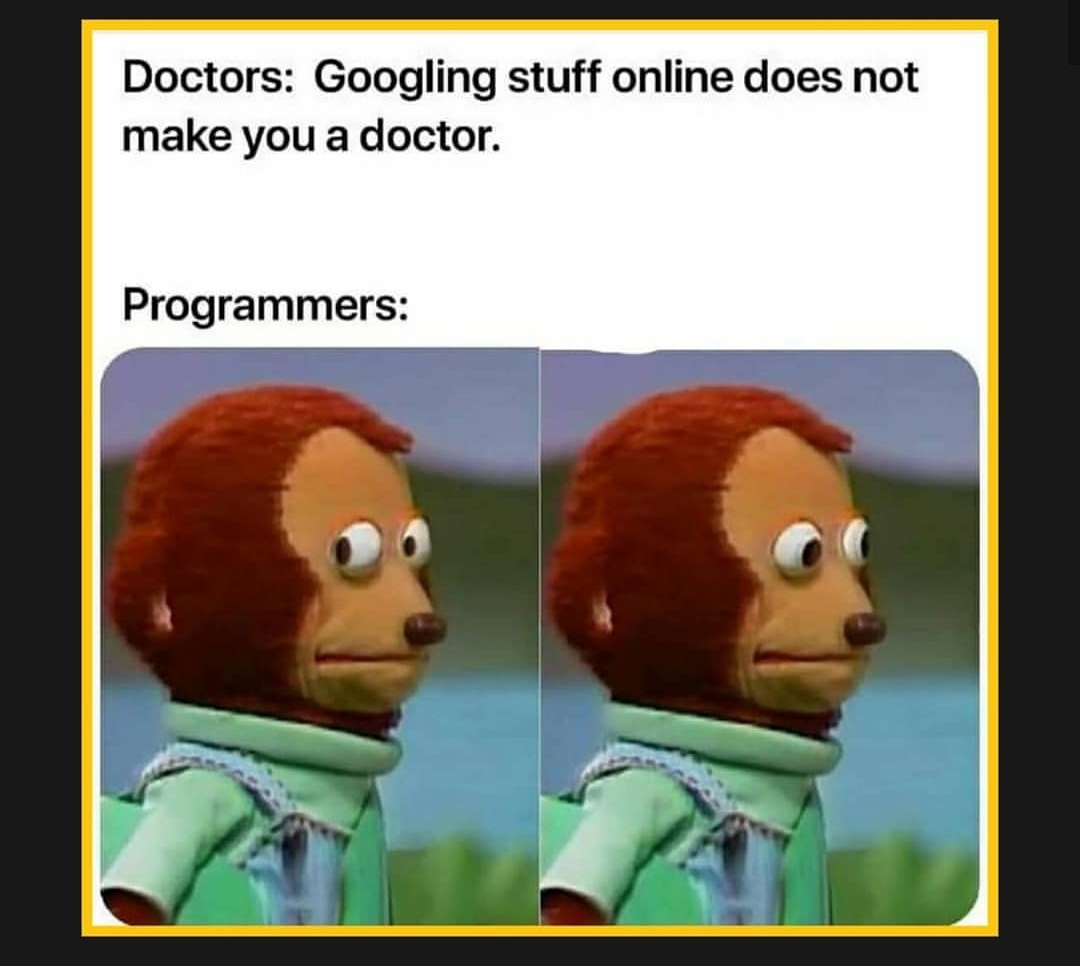 Doctors: Googling stuff online does not
make you a doctor.
Programmers: